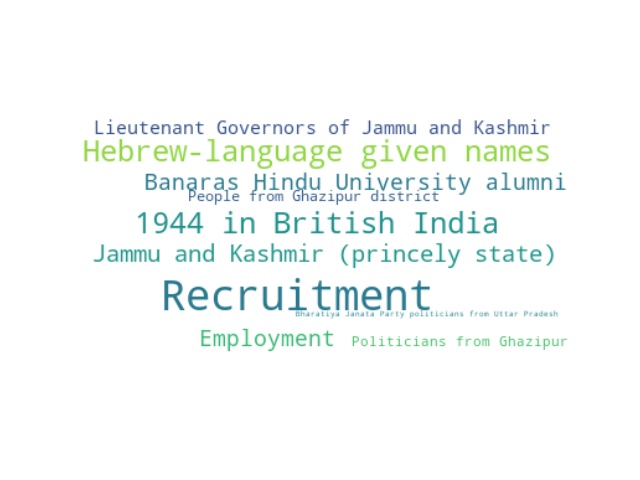 Lieutenant Governors of Jammu and Kashmir
Hebrew-language given names
Banaras Hindu University alumni
People from Ghazipur district
1944 in British India
Jammu and Kashmir (princely state)
Recruitment
Bharatiya Janata Party politicians from Uttar Pradesh
Employment Politicians from Ghazipur